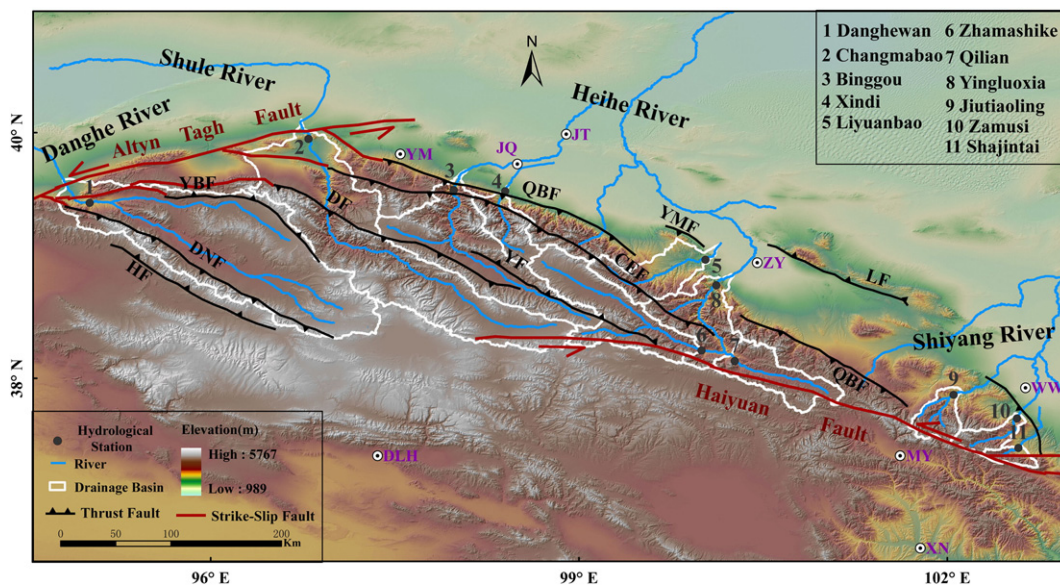 1 Danghewan
2 Changmabao
3 Binggou
4 Xindi
5 Liyuanbao
6 Zhamashike
7 Qilian
8 Yingluoxia
9 Jiutaoling
10 Zamusi
11 Shajintai
N
Shule River
Heihe River
Danghe River
Altyn Tagh Fault
40° N
JT
JQ
YM
2
1
3
4
YBF
DF
QBF
YMF
DNF
HF
YF
CEF
5
ZY
8
LF
38° N
7
Shiyang River
QBF
9
WW
10
11
Haiyuan Fault
DLH
MY
XN
Hydrological Station
River
Drainage Basin
Thrust Fault
Elevation(m)
High : 5767
Low : 989
Strike-Slip Fault
0 50 100 200
Km
96° E
99° E
102° E